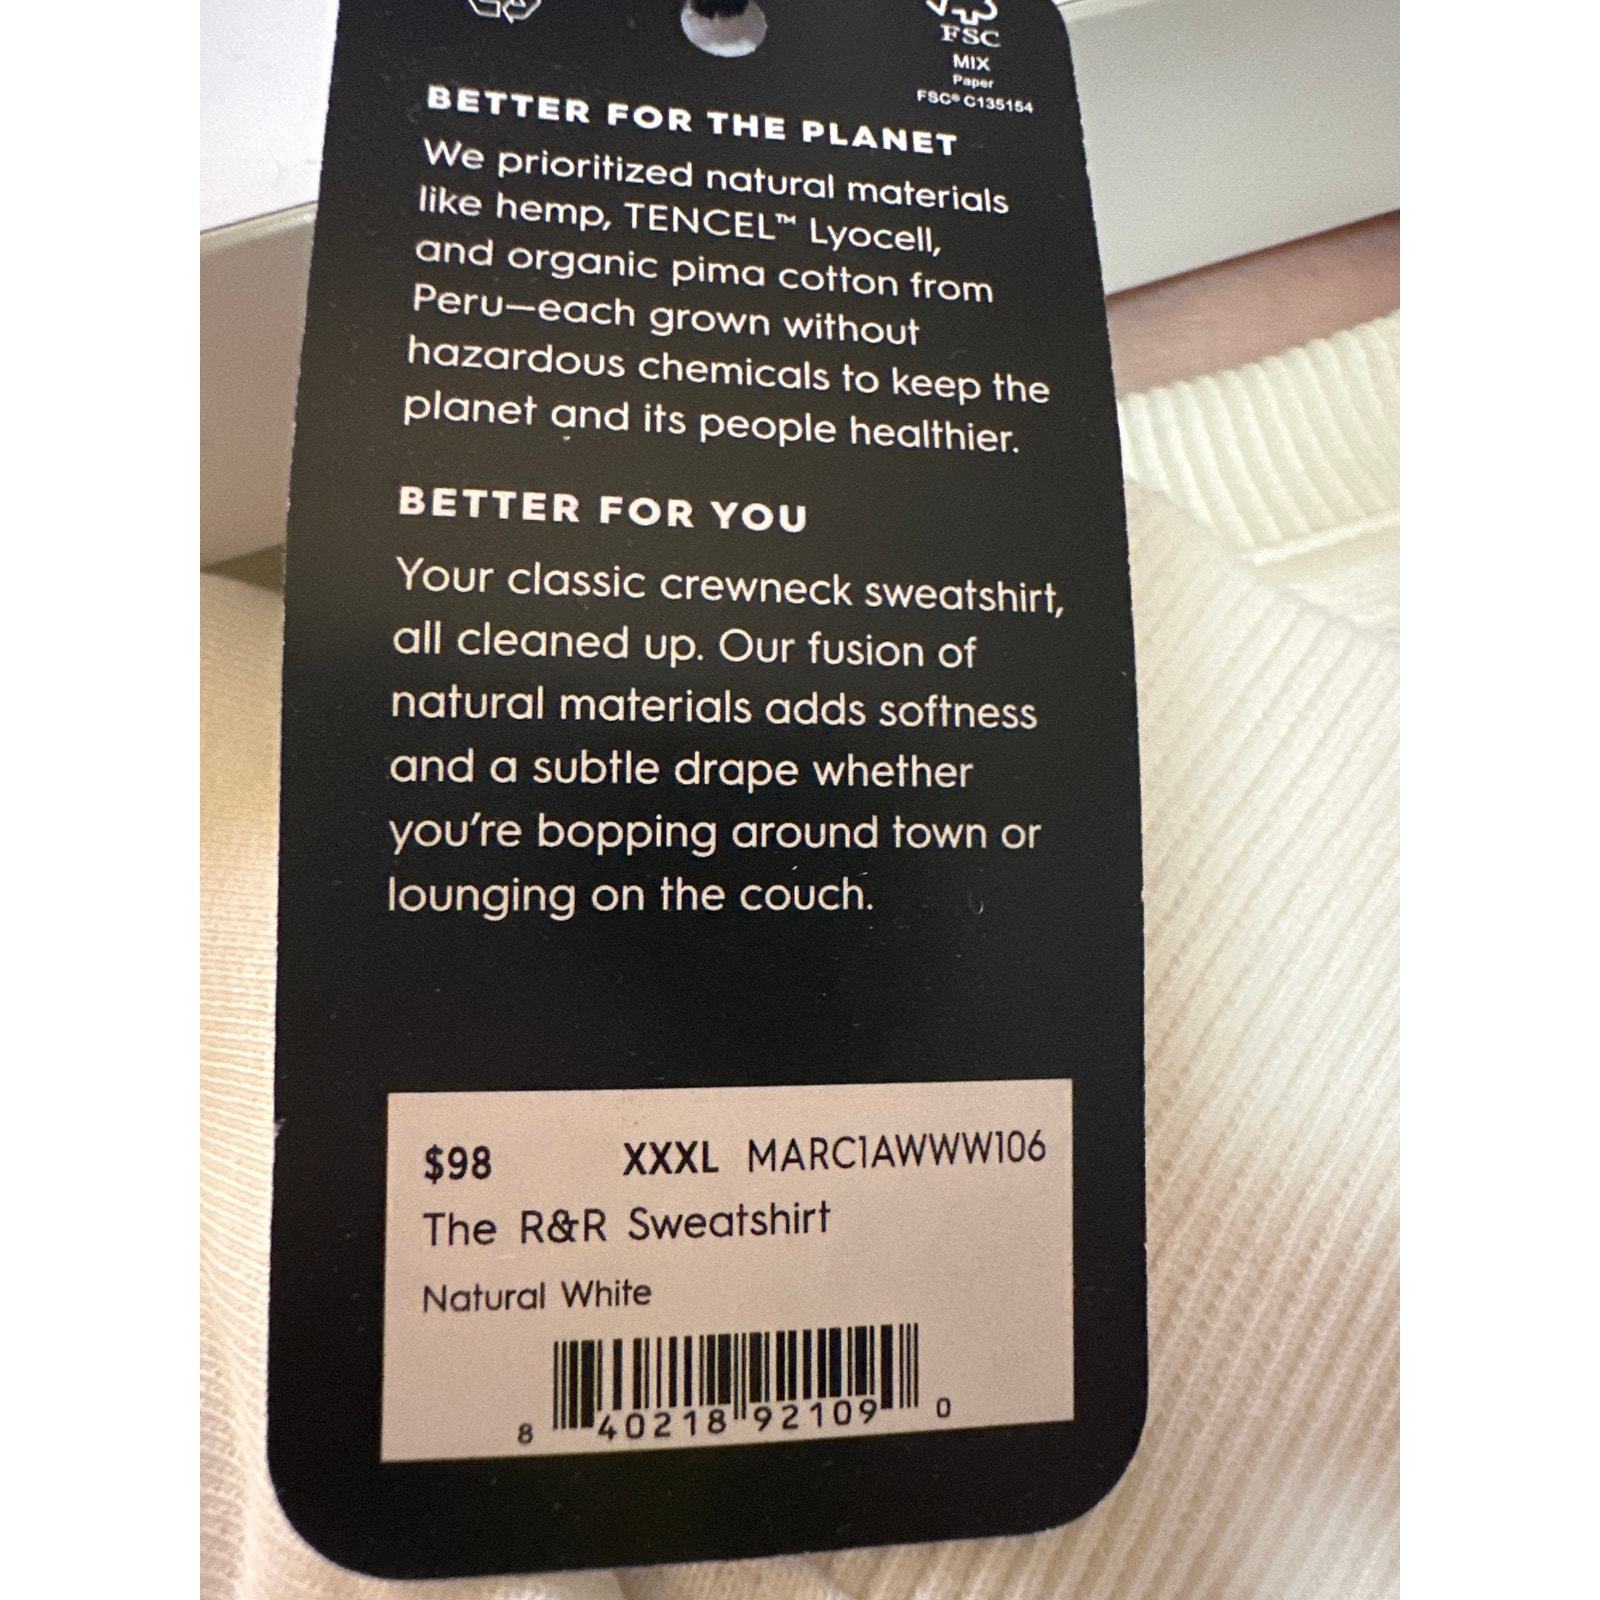 FSC
MIX
Paper
FSC® C135154
BETTER FOR THE PLANET
We prioritized natural materials
like hemp, TENCEL™ Lyocell,
and organic pima cotton from
Peru—each grown without
hazardous chemicals to keep the
planet and its people healthier.
BETTER FOR YOU
Your classic crewneck sweatshirt,
all cleaned up. Our fusion of
natural materials adds softness
and a subtle drape whether
you're bopping around town or
lounging on the couch.
$98 XXXL MARC1AWWW106
The R&R Sweatshirt
Natural White
8 40218 92109 0